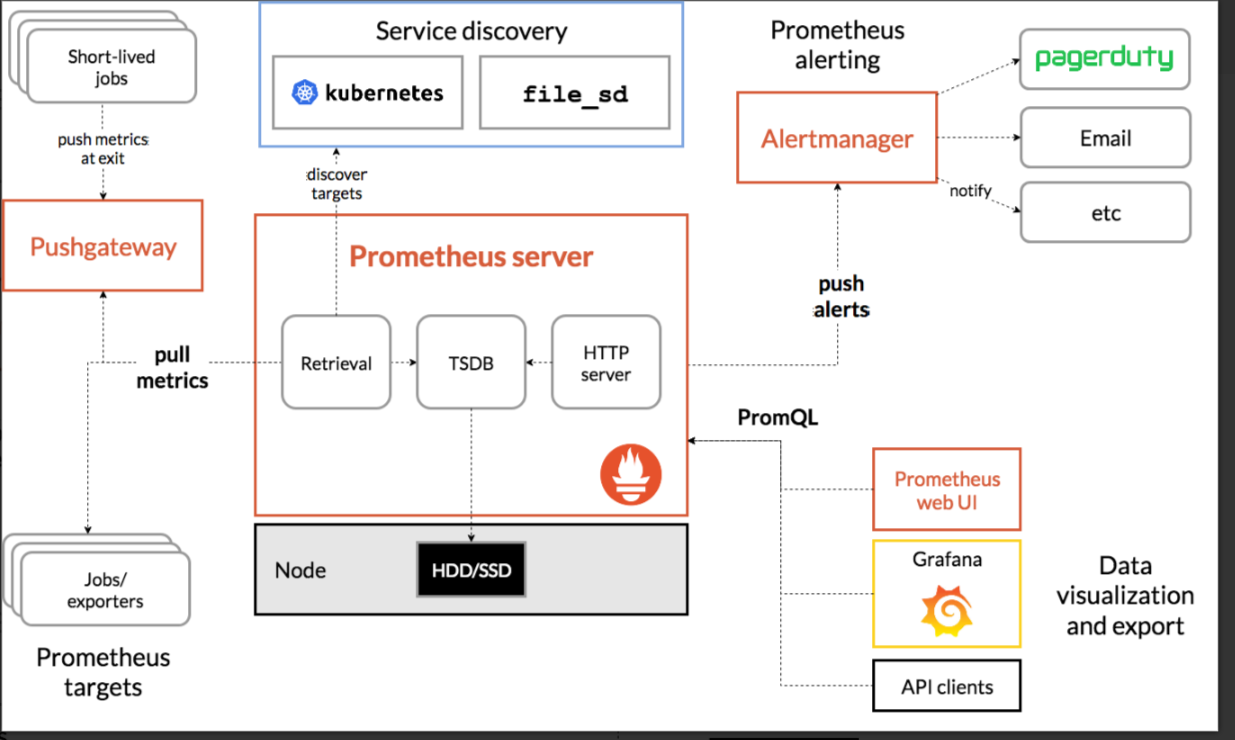 Short-lived
jobs
push metrics
at exit
Pushgateway
Service discovery
kubernetes
file_sd
discover
targets
Prometheus
alerting
Alertmanager
pagerduty
Email
notify
etc
Prometheus server
Retrieval
TSDB
HTTP
server
pull
metrics
push
alerts
PromQL
Node
HDD/SSD
Jobs/
exporters
Prometheus
targets
Prometheus
web UI
Grafana
API clients
Data
visualization
and export